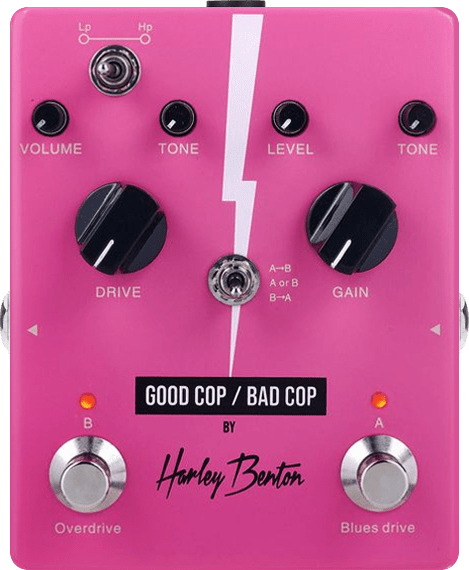 Lp Hp
VOLUME TONE LEVEL TONE
A→B
A or B
B→A
DRIVE GAIN
GOOD COP / BAD COP
BY
Harley Benton
B A
Overdrive Blues drive